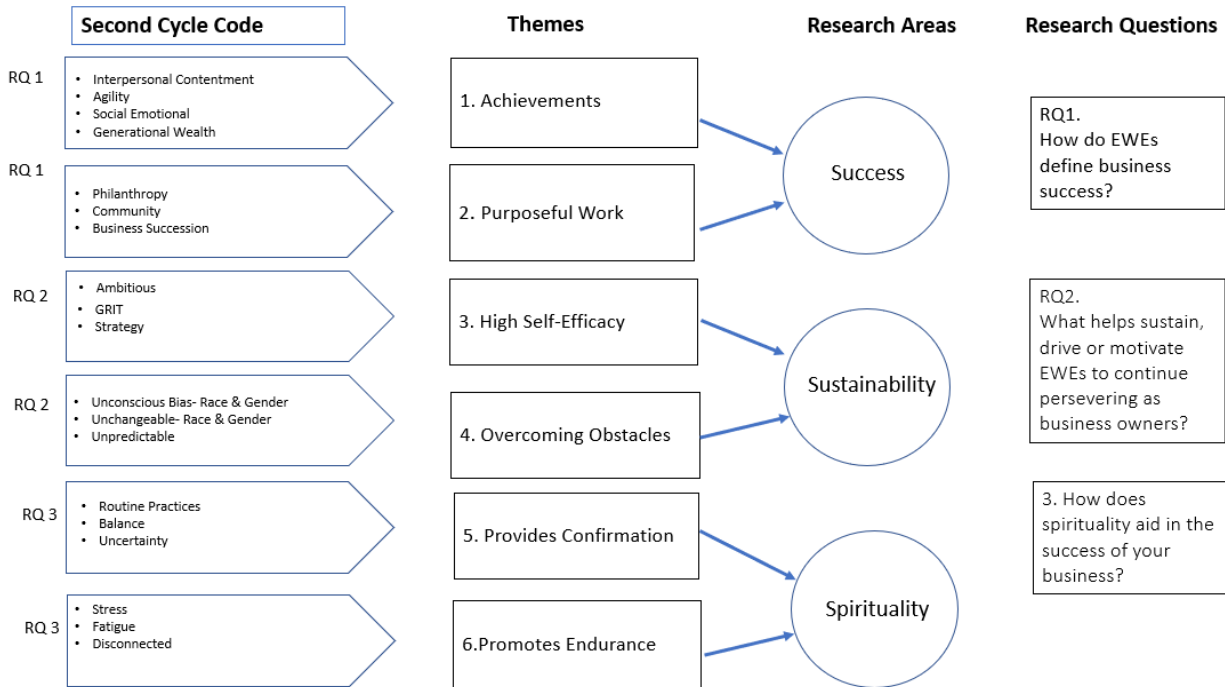 Second Cycle Code
Themes
Research Areas
Research Questions
RQ 1
• Interpersonal Contentment
• Agility
• Social Emotional
• Generational Wealth
1. Achievements
Success
RQ1.
How do EWEs
define business
success?
RQ 1
• Philanthropy
• Community
• Business Succession
2. Purposeful Work
RQ 2
• Ambitious
• GRIT
• Strategy
3. High Self-Efficacy
Sustainability
RQ2.
What helps sustain,
drive or motivate
EWEs to continue
persevering as
business owners?
RQ 2
• Unconscious Bias- Race & Gender
• Unchangeable- Race & Gender
• Unpredictable
4. Overcoming Obstacles
RQ 3
• Routine Practices
• Balance
• Uncertainty
5. Provides Confirmation
Spirituality
3. How does
spirituality aid in the
success of your
business?
RQ 3
• Stress
• Fatigue
• Disconnected
6.Promotes Endurance